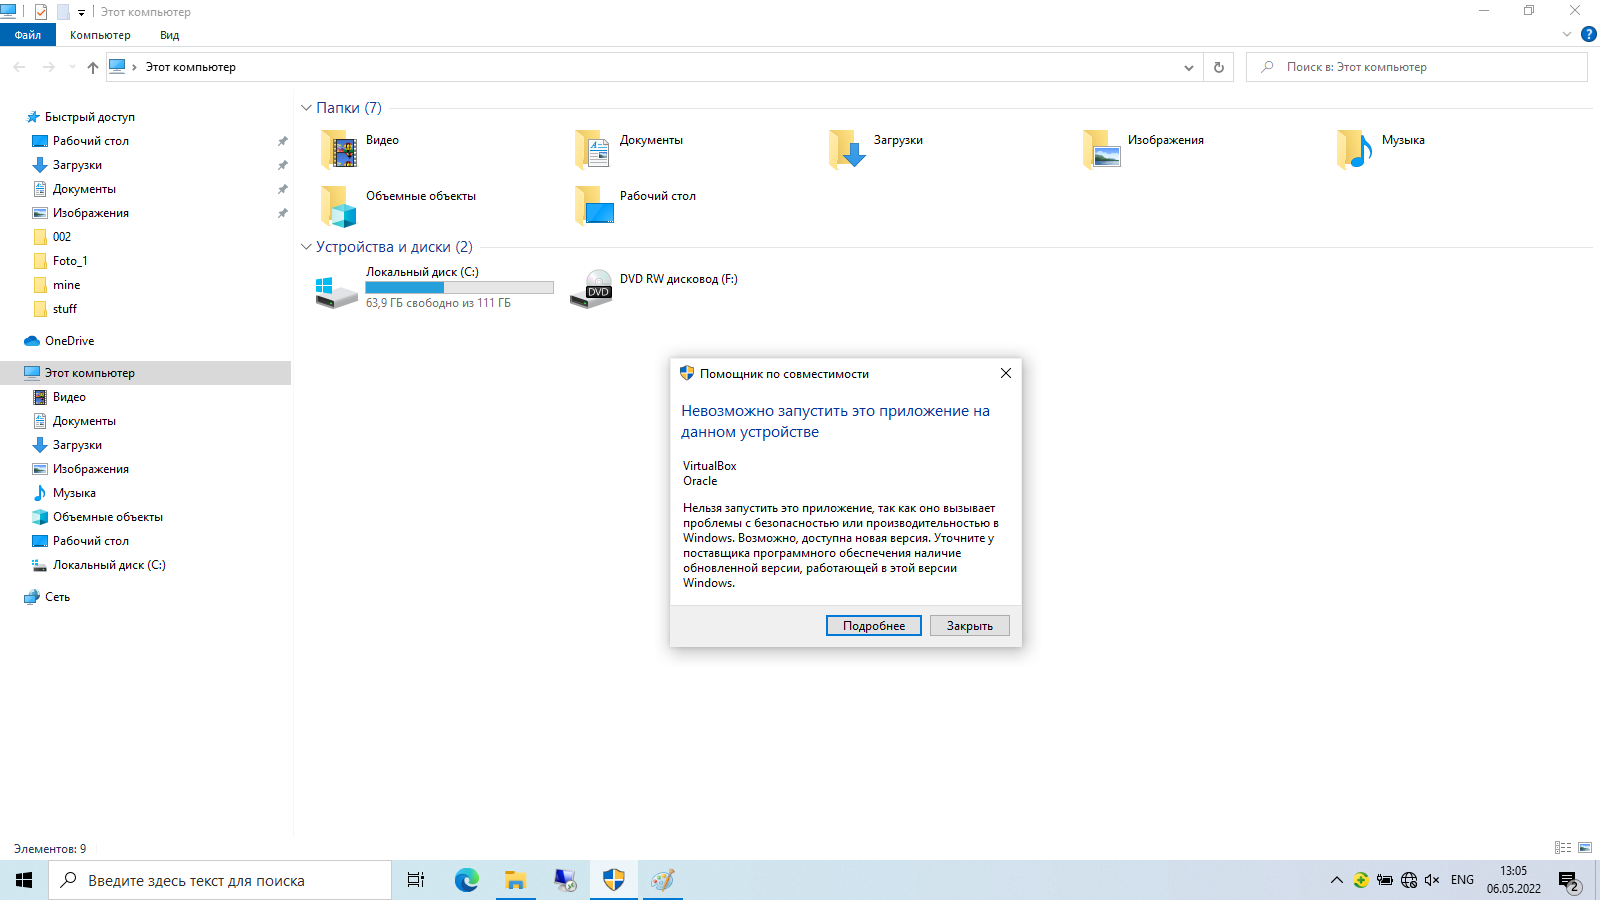 Этот компьютер
Файл
Компьютер
Вид
?
Этот компьютер
Поиск в: Этот компьютер
Быстрый доступ
Рабочий стол
Загрузки
Документы
Изображения
002
Foto_1
mine
stuff
OneDrive
Этот компьютер
Видео
Документы
Загрузки
Изображения
Музыка
Объемные объекты
Рабочий стол
Локальный диск (C:)
Сеть
Папки (7)
Видео
Документы
Загрузки
Изображения
Музыка
Объемные объекты
Рабочий стол
Устройства и диски (2)
Локальный диск (C:)
63,9 ГБ свободно из 111 ГБ
DVD
DVD RW дисковод (F:)
Помощник по совместимости
Невозможно запустить это приложение на
данном устройстве
VirtualBox
Oracle
Нельзя запустить это приложение, так как оно вызывает
проблемы с безопасностью или производительностью в
Windows. Возможно, доступна новая версия. Уточните у
поставщика программного обеспечения наличие
обновленной версии, работающей в этой версии
Windows.
Подробнее
Закрыть
Элементов: 9
Введите здесь текст для поиска
ENG
13:05
06.05.2022
2